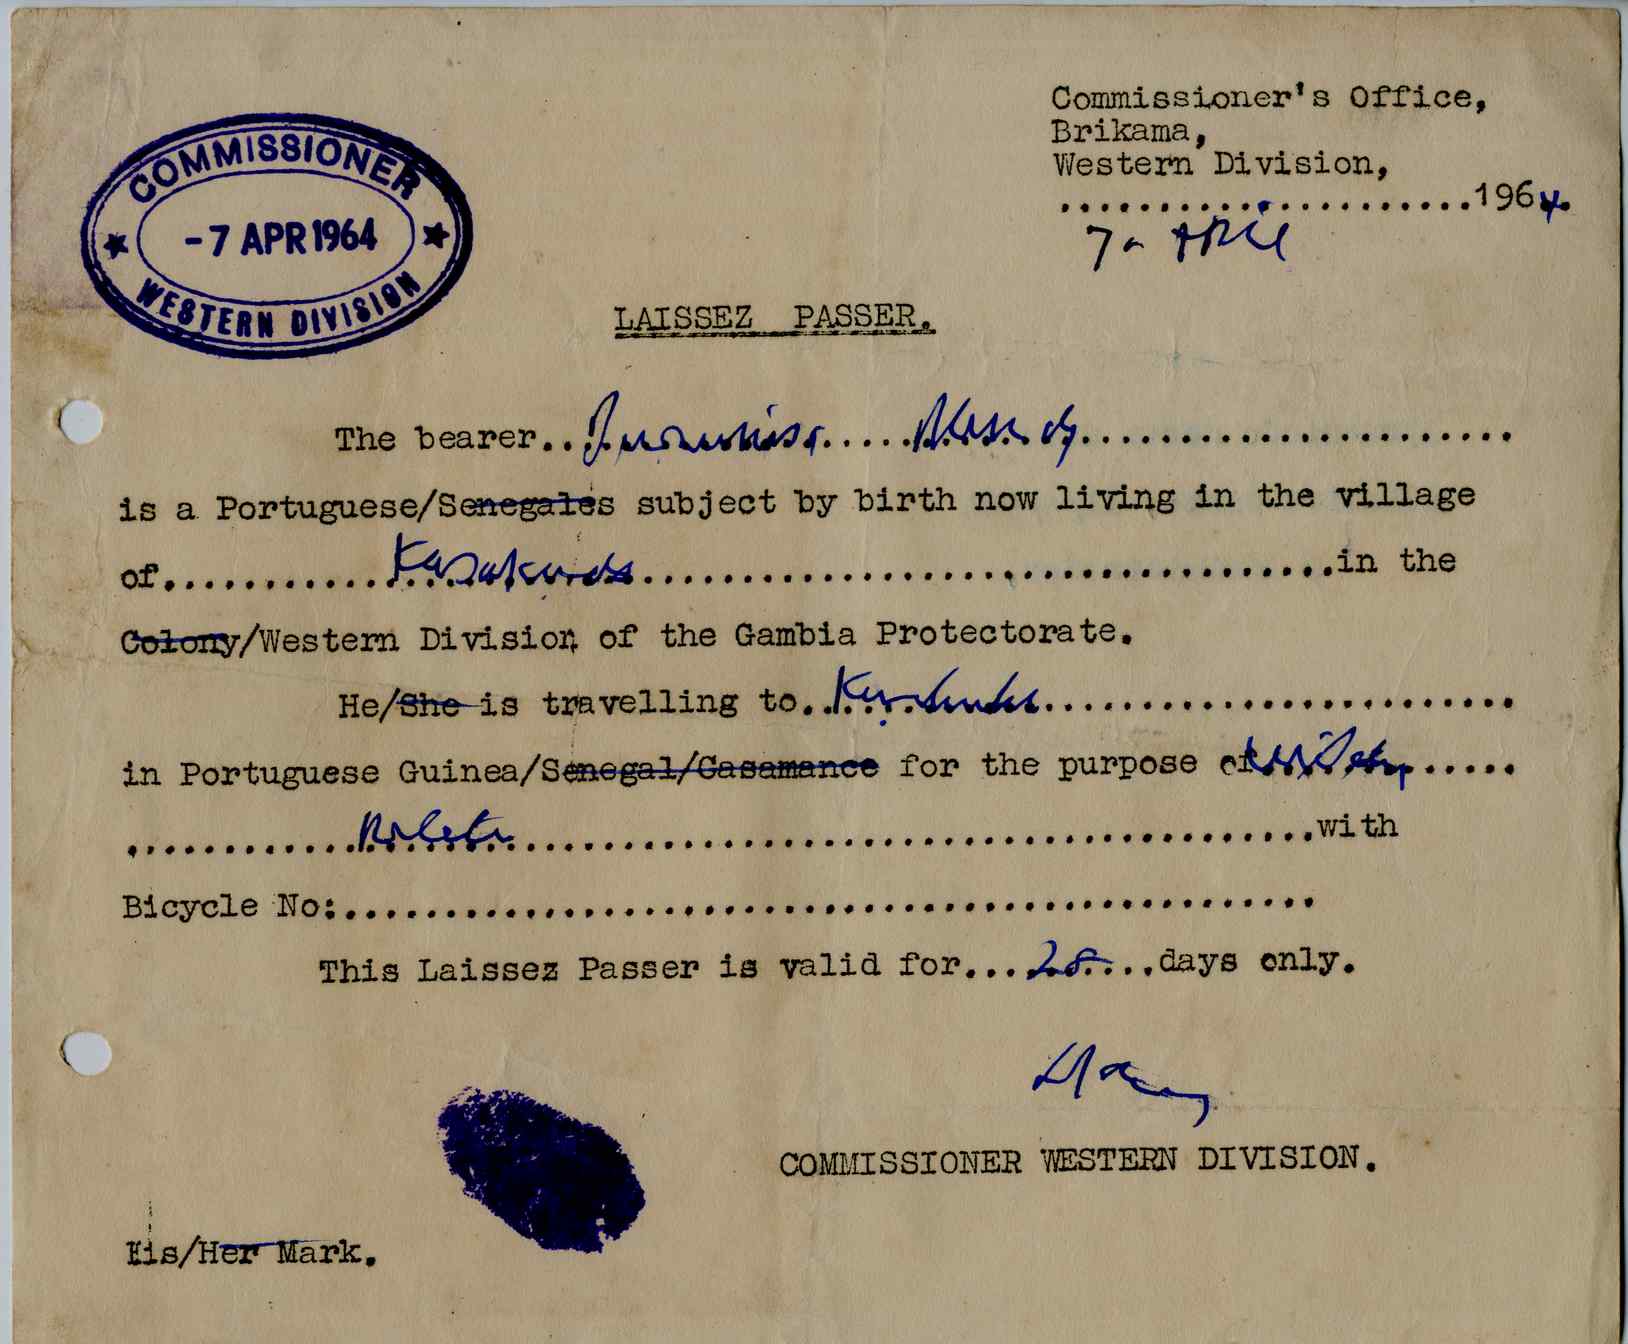 COMMISSIONER
-7 APR 1964
WESTERN DIVISION
Commissioner's Office,
Brikama,
Western Division,
....................1964.
7 April
LAISSEZ PASSER.
The bearer..
is a Portuguese/Senegales subject by birth now living in the village
of.....................................................in the
Colony/Western Division of the Gambia Protectorate.
He/She is travelling to..
in Portuguese Guinea/Senegal/Casamance for the purpose of
.....................................................with
Bicycle No:.................................................
This Laissez Passer is valid for...28....days only.
COMMISSIONER WESTERN DIVISION.
His/Her Mark.